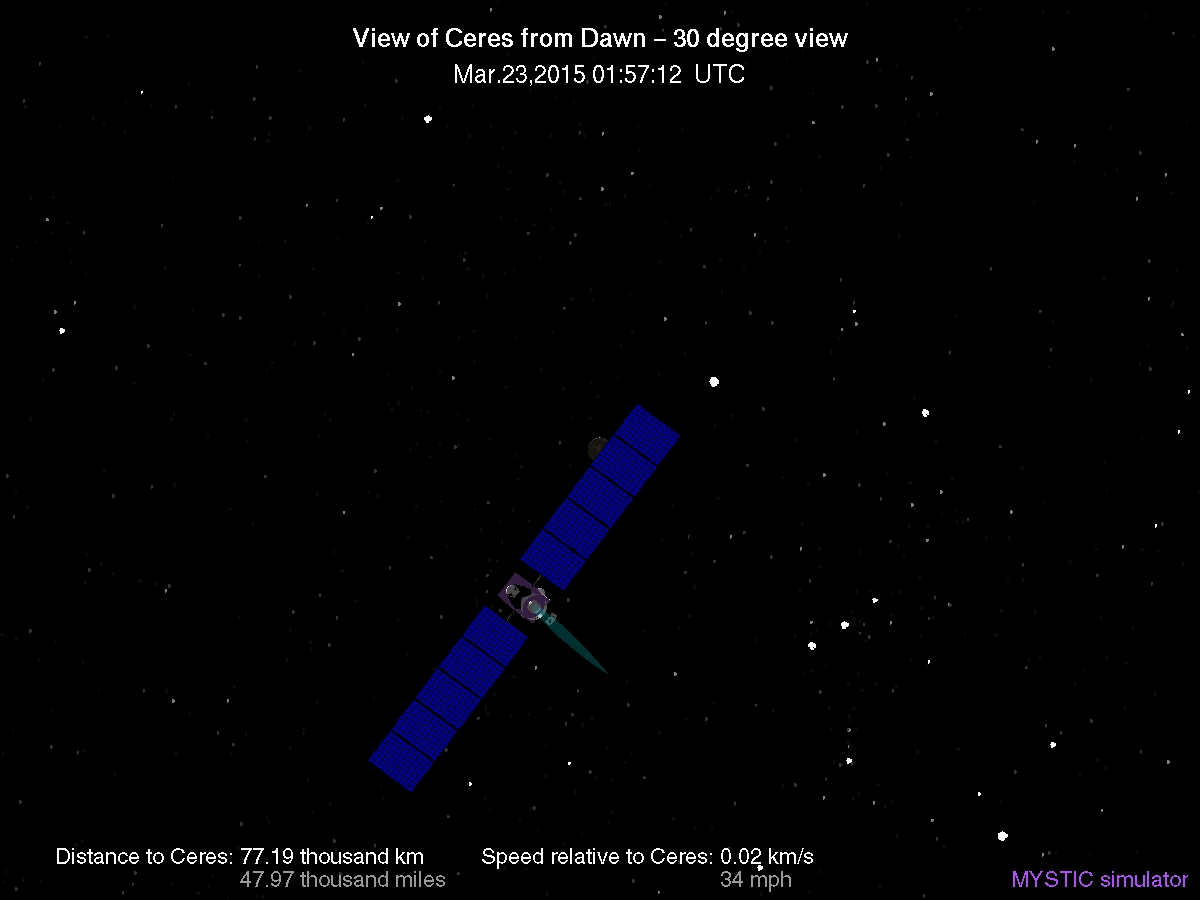 View of Ceres from Dawn – 30 degree view
Mar.23,2015 01:57:12 UTC
Distance to Ceres: 77.19 thousand km
47.97 thousand miles
Speed relative to Ceres: 0.02 km/s
34 mph
MYSTIC simulator